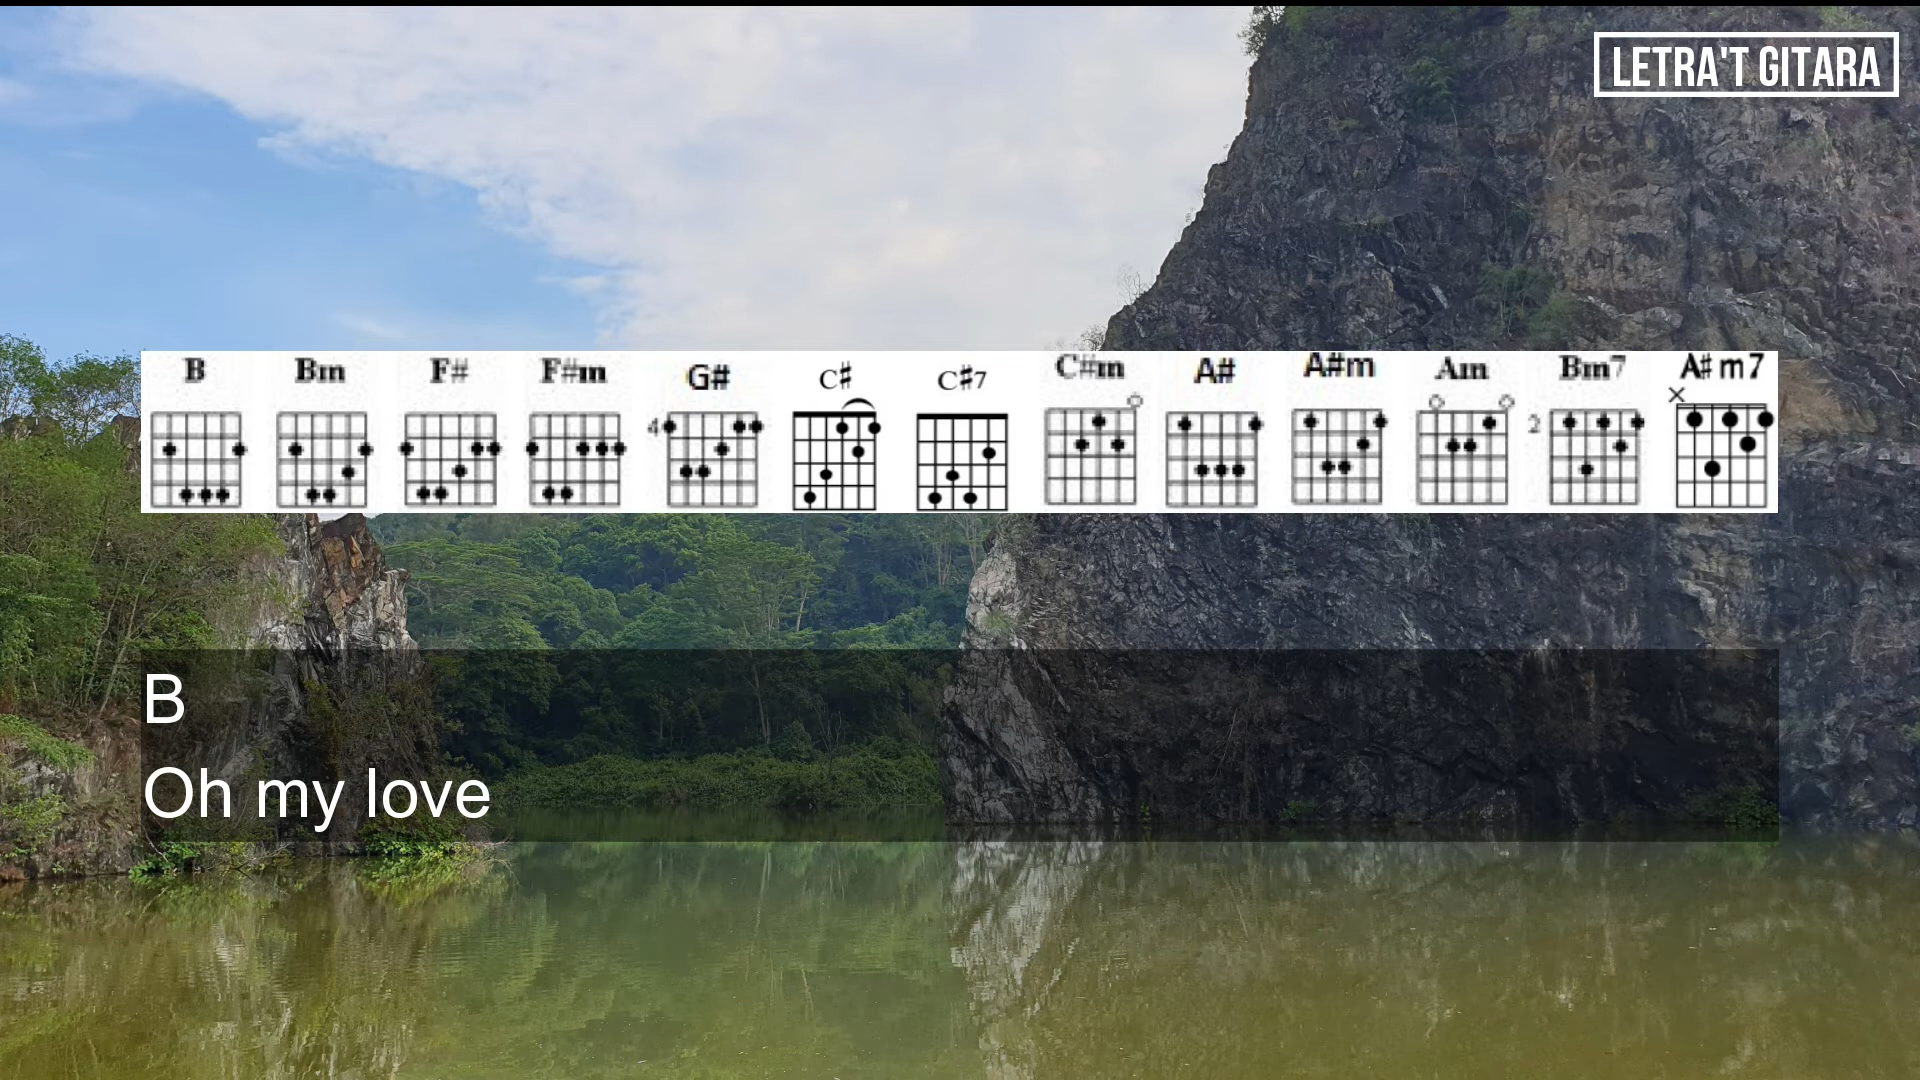 LETRA'T GITARA
B Bm F# F#m G# C♯ C♯7 C#m A# A#m Am Bm7 A♯m7
4 2
B
Oh my love